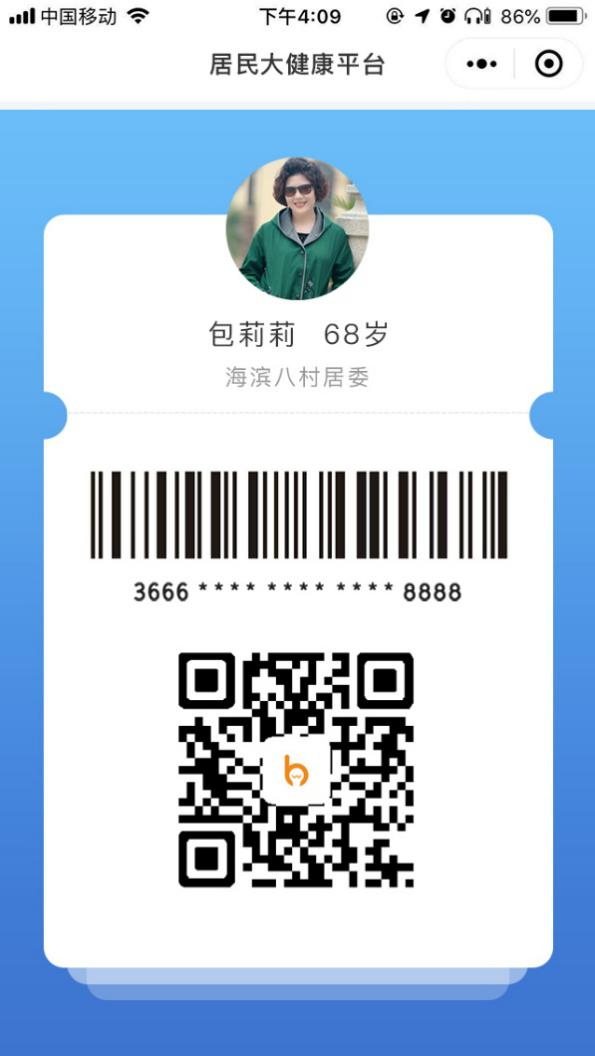 中国移动 下午4:09 86%
居民大健康平台
包莉莉 68岁
海滨八村居委
3666 **** **** **** 8888